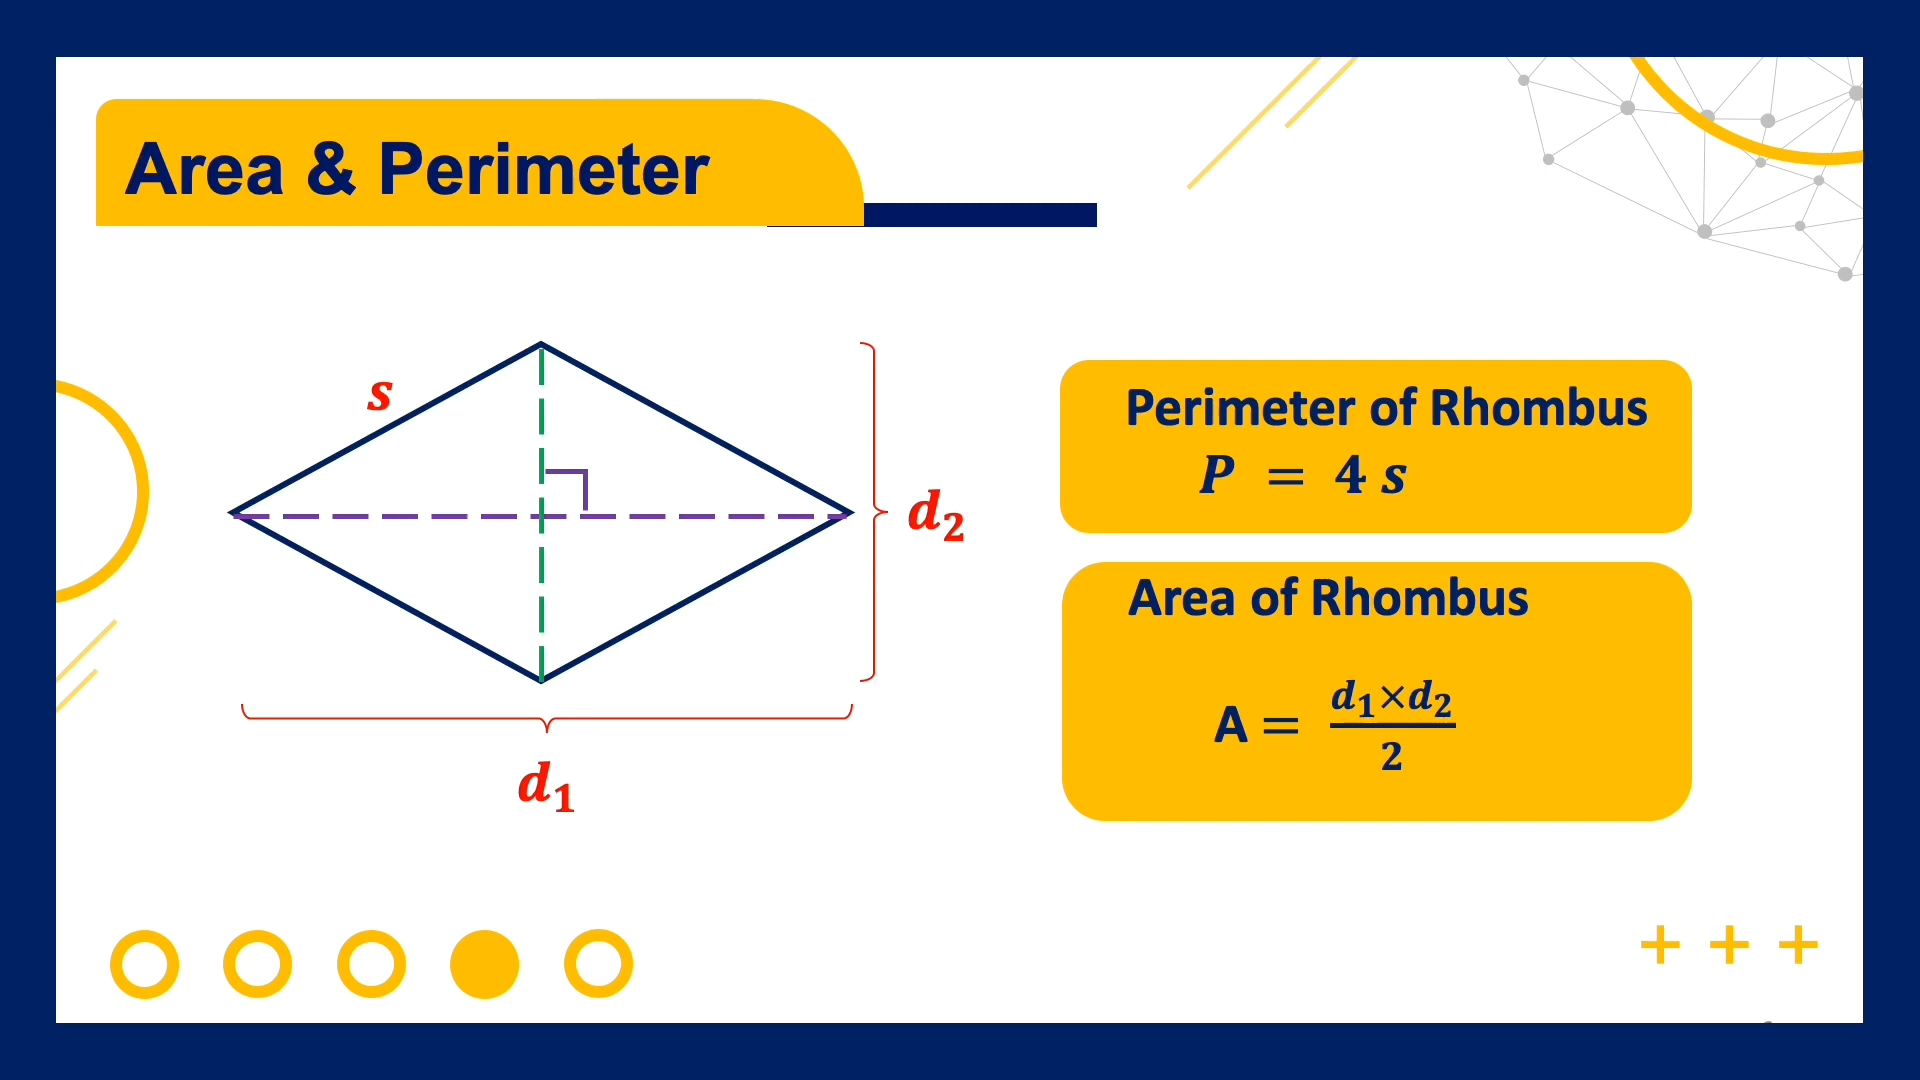 Area & Perimeter
s
d₂
d₁
Perimeter of Rhombus
P = 4 s
Area of Rhombus
A = d₁×d₂
2